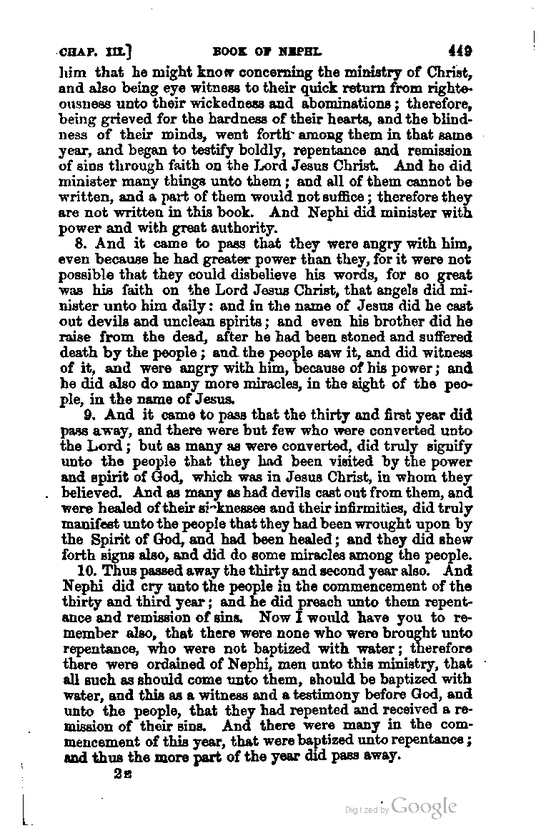 CHAP. III.] BOOK OF NEPHI. 449
him that he might know concerning the ministry of Christ,
and also being eye witness to their quick return from righte-
ousness unto their wickedness and abominations; therefore,
being grieved for the hardness of their hearts, and the blind-
ness of their minds, went forth among them in that same
year, and began to testify boldly, repentance and remission
of sins through faith on the Lord Jesus Christ. And he did
minister many things unto them; and all of them cannot be
written, and a part of them would not suffice; therefore they
are not written in this book. And Nephi did minister with
power and with great authority.
8. And it came to pass that they were angry with him,
even because he had greater power than they, for it were not
possible that they could disbelieve his words, for so great
was his faith on the Lord Jesus Christ, that angels did mi-
nister unto him daily: and in the name of Jesus did he cast
out devils and unclean spirits; and even his brother did he
raise from the dead, after he had been stoned and suffered
death by the people; and the people saw it, and did witness
of it, and were angry with him, because of his power; and
he did also do many more miracles, in the sight of the peo-
ple, in the name of Jesus.
9. And it came to pass that the thirty and first year did
pass away, and there were but few who were converted unto
the Lord; but as many as were converted, did truly signify
unto the people that they had been visited by the power
and spirit of God, which was in Jesus Christ, in whom they
believed. And as many as had devils cast out from them, and
were healed of their sicknesses and their infirmities, did truly
manifest unto the people that they had been wrought upon by
the Spirit of God, and had been healed; and they did shew
forth signs also, and did do some miracles among the people.
10. Thus passed away the thirty and second year also. And
Nephi did cry unto the people in the commencement of the
thirty and third year; and he did preach unto them repent-
ance and remission of sins. Now I would have you to re-
member also, that there were none who were brought unto
repentance, who were not baptized with water; therefore
there were ordained of Nephi, men unto this ministry, that
all such as should come unto them, should be baptized with
water, and this as a witness and a testimony before God, and
unto the people, that they had repented and received a re-
mission of their sins. And there were many in the com-
mencement of this year, that were baptized unto repentance;
and thus the more part of the year did pass away.
2E
Digitized by Google